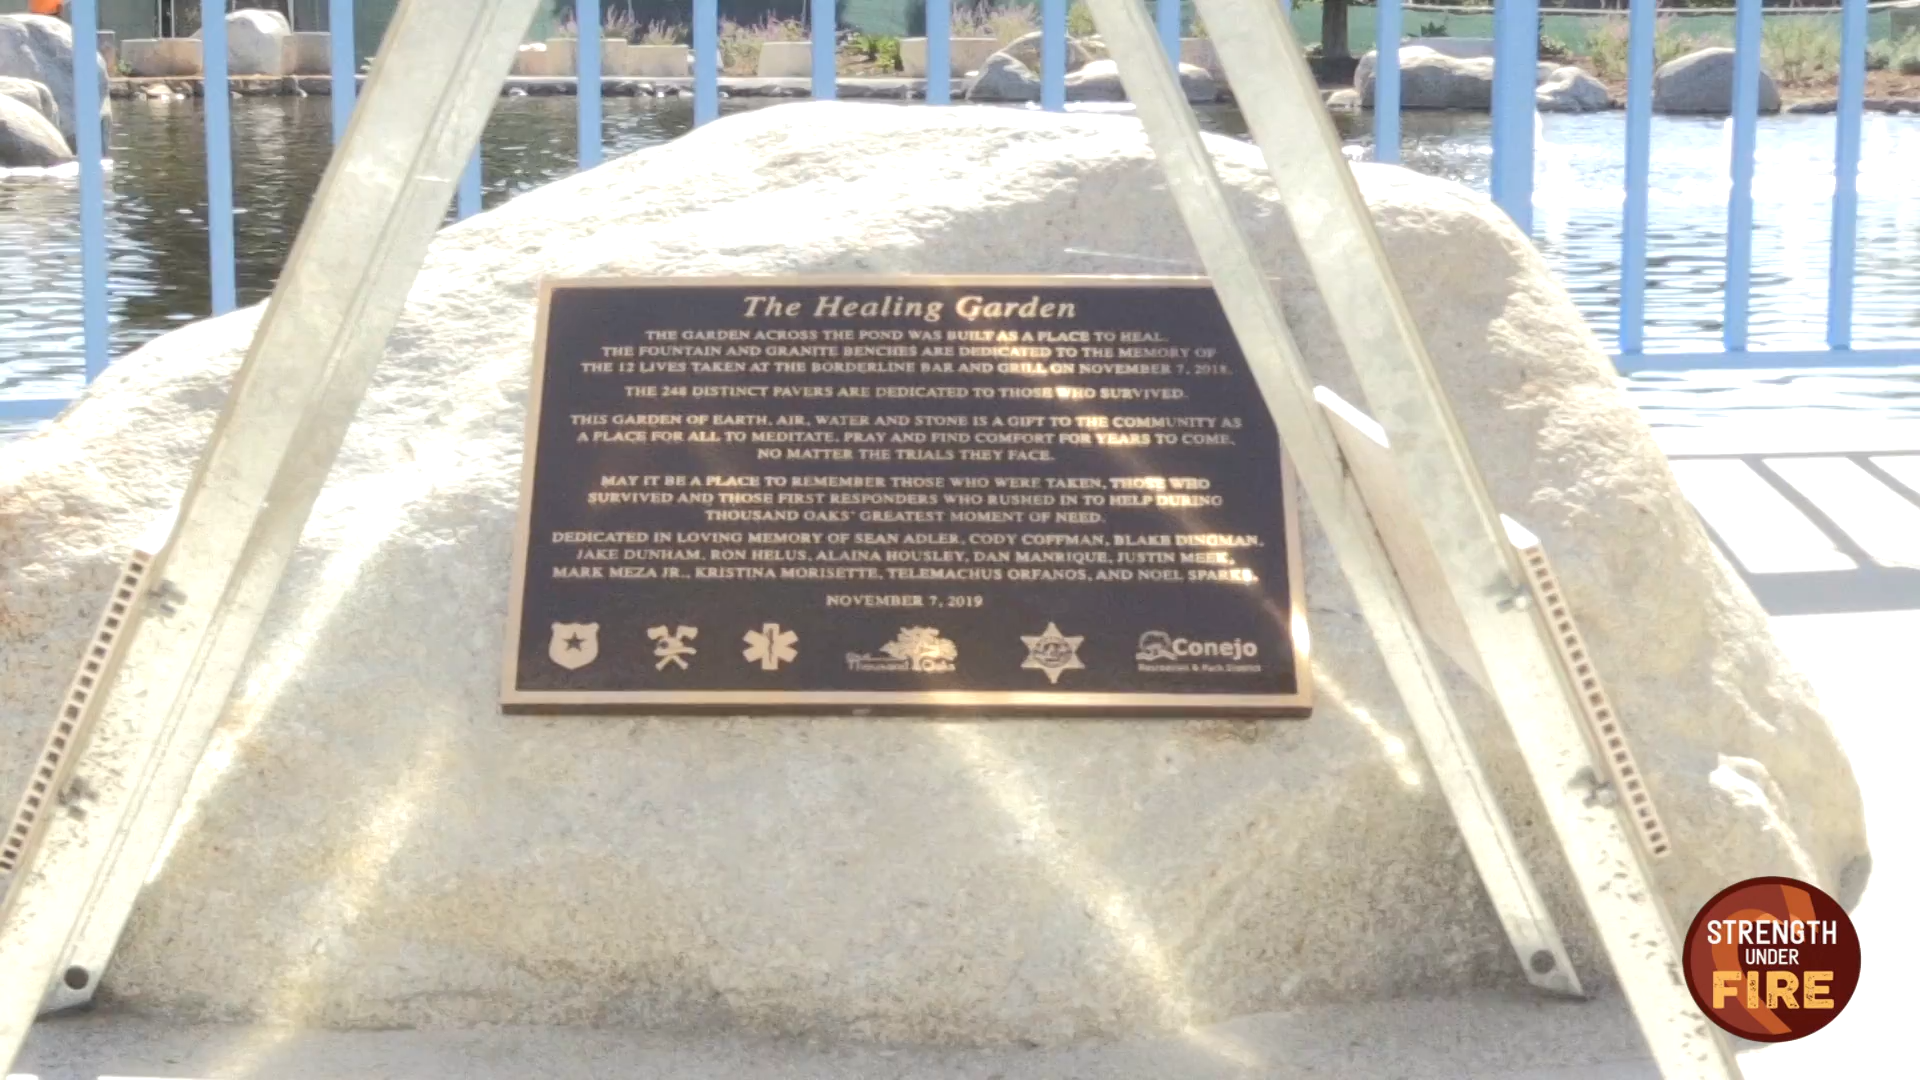 The Healing Garden
THE GARDEN ACROSS THE POND WAS BUILT AS A PLACE TO HEAL.
THE FOUNTAIN AND GRANITE BENCHES ARE DEDICATED TO THE MEMORY OF
THE 12 LIVES TAKEN AT THE BORDERLINE BAR AND GRILL ON NOVEMBER 7, 2018.
THE 248 DISTINCT PAVERS ARE DEDICATED TO THOSE WHO SURVIVED.
THIS GARDEN OF EARTH, AIR, WATER AND STONE IS A GIFT TO THE COMMUNITY AS
A PLACE FOR ALL TO MEDITATE, PRAY AND FIND COMFORT FOR YEARS TO COME,
NO MATTER THE TRIALS THEY FACE.
MAY IT BE A PLACE TO REMEMBER THOSE WHO WERE TAKEN, THOSE WHO
SURVIVED AND THOSE FIRST RESPONDERS WHO RUSHED IN TO HELP DURING
THOUSAND OAKS' GREATEST MOMENT OF NEED.
DEDICATED IN LOVING MEMORY OF SEAN ADLER, CODY COFFMAN, BLAKE DINGMAN,
JAKE DUNHAM, RON HELUS, ALAINA HOUSLEY, DAN MANRIQUE, JUSTIN MEEK,
MARK MEZA JR., KRISTINA MORISETTE, TELEMACHUS ORFANOS, AND NOEL SPARKS.
NOVEMBER 7, 2019
Thousand Oaks
Conejo
Recreation & Park District
STRENGTH
UNDER
FIRE